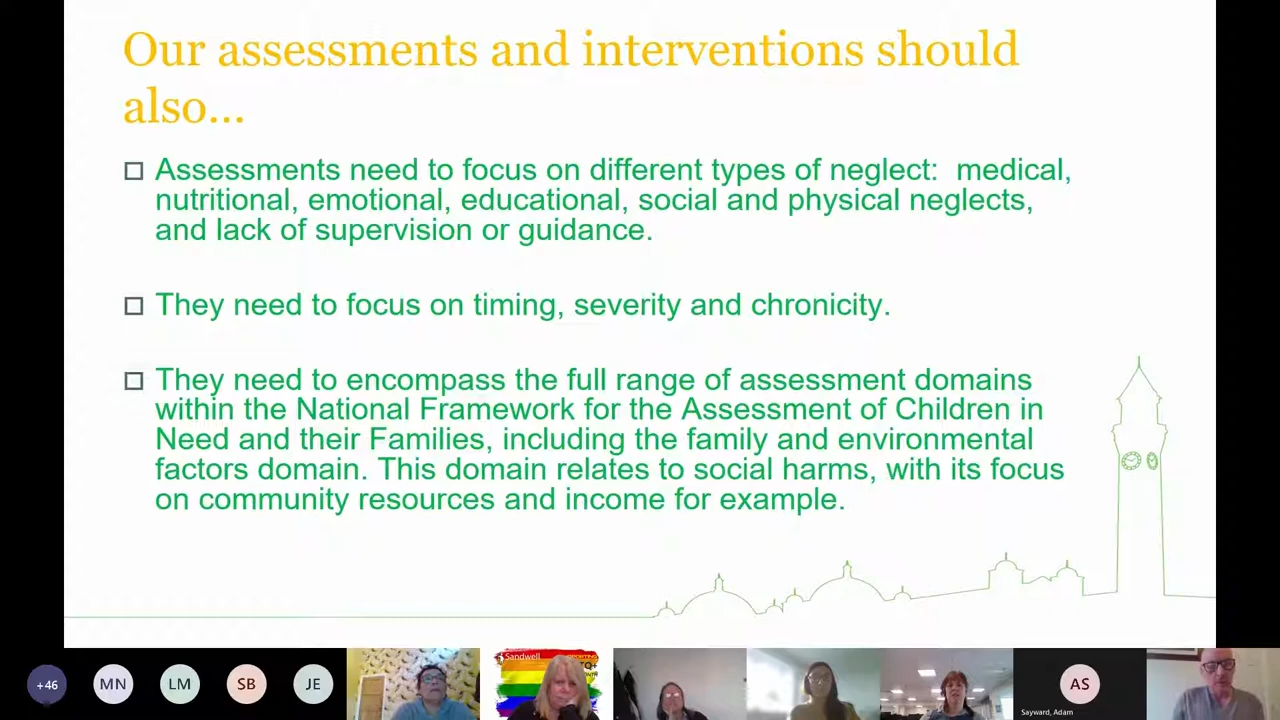 Our assessments and interventions should
also...
Assessments need to focus on different types of neglect: medical,
nutritional, emotional, educational, social and physical neglects,
and lack of supervision or guidance.
They need to focus on timing, severity and chronicity.
They need to encompass the full range of assessment domains
within the National Framework for the Assessment of Children in
Need and their Families, including the family and environmental
factors domain. This domain relates to social harms, with its focus
on community resources and income for example.
+46
MN
LM
SB
JE
Sandwell
AS
Sayward, Adam